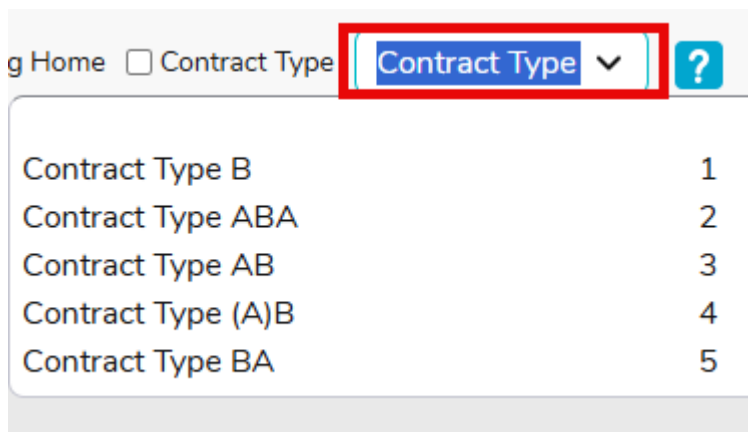 g Home Contract Type Contract Type ?
Contract Type B 1
Contract Type ABA 2
Contract Type AB 3
Contract Type (A)B 4
Contract Type BA 5